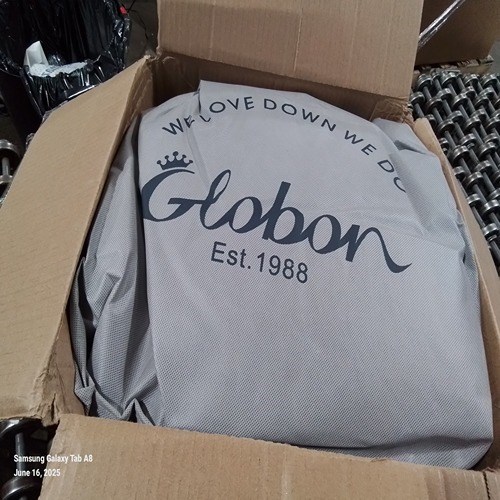 WE LOVE DOWN WE DO
Globon
Est.1988
Samsung Galaxy Tab A8
June 16, 2025